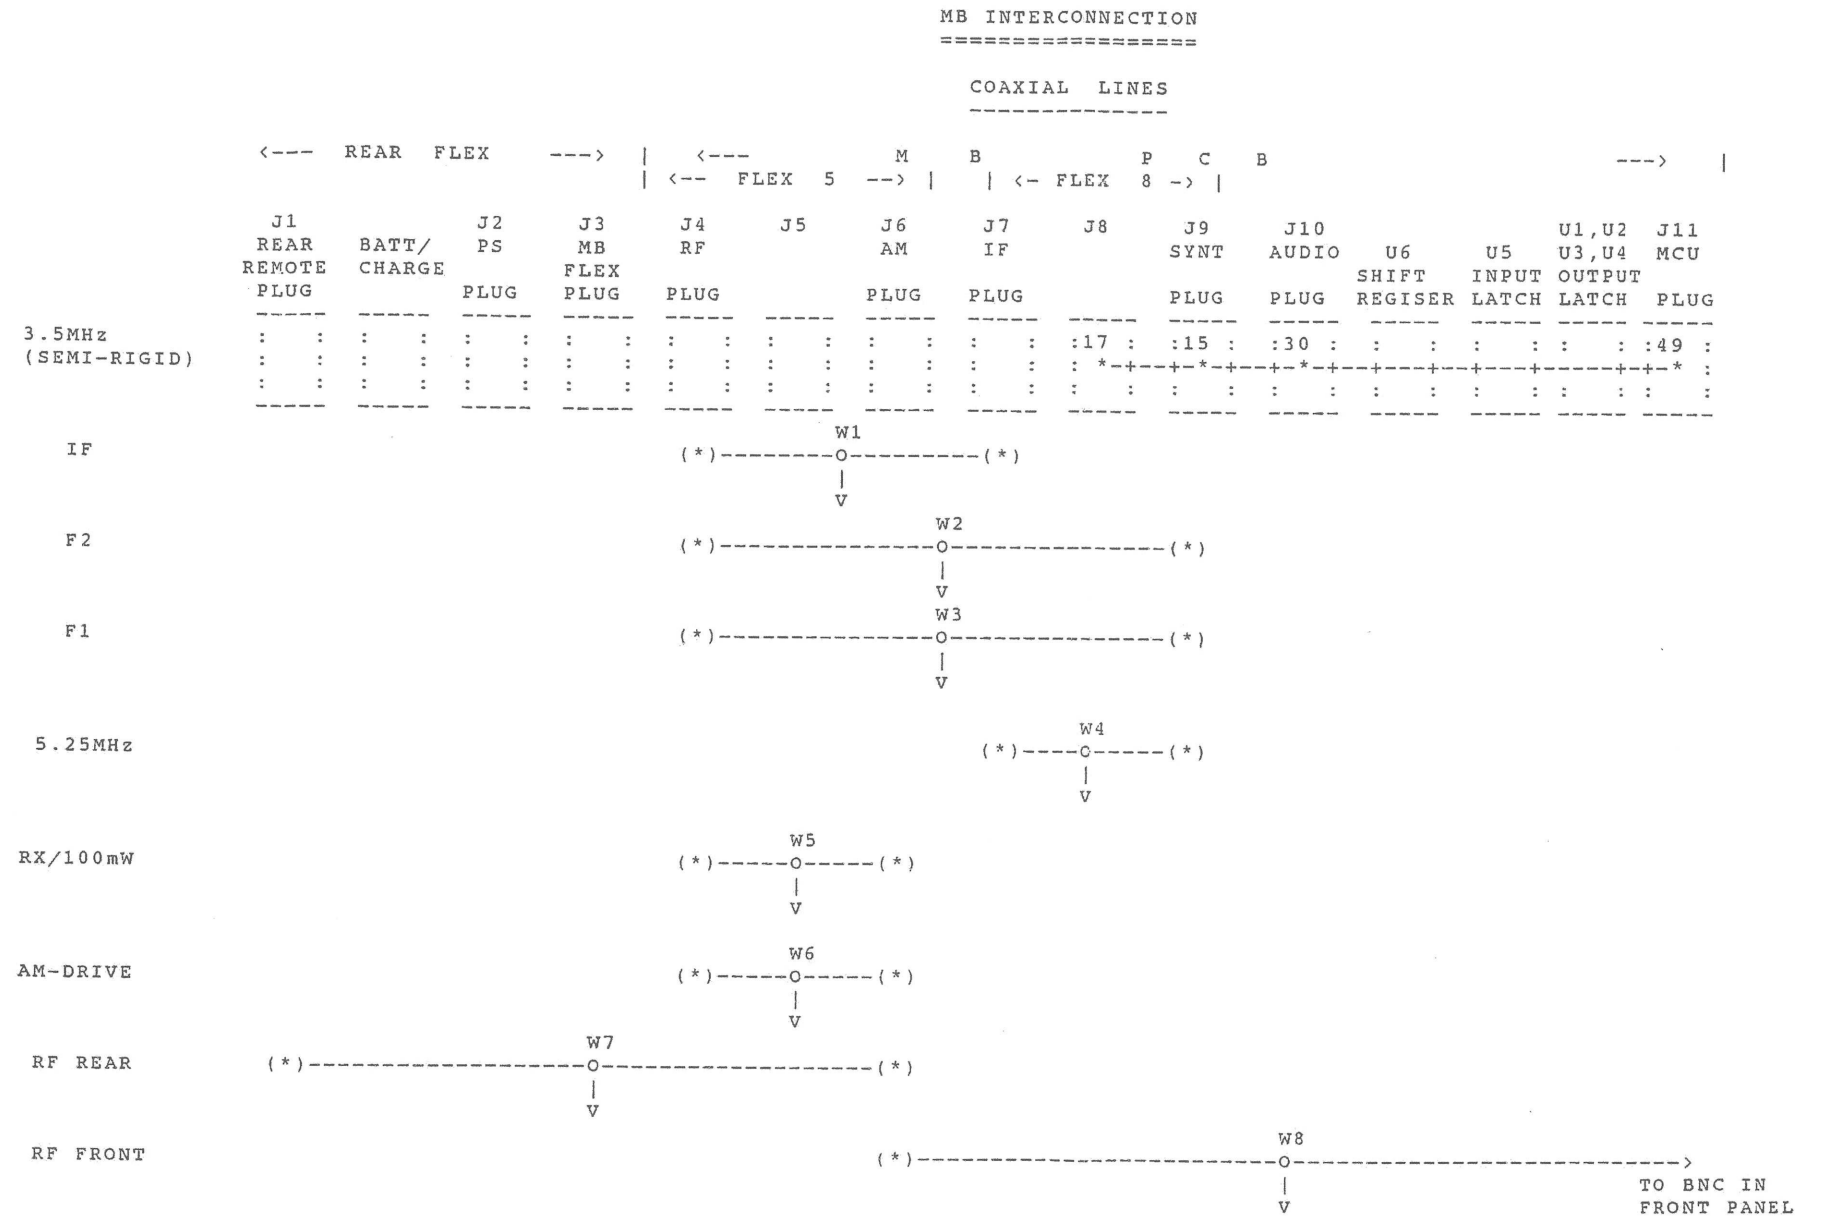 MB INTERCONNECTION
==================
COAXIAL LINES
--------------
<--- REAR FLEX ---> | <--- M B P C B ---> |
| <-- FLEX 5 --> | | <- FLEX 8 -> |
J1 J2 J3 J4 J5 J6 J7 J8 J9 J10 U1,U2 J11
REAR BATT/ PS MB RF AM IF SYNT AUDIO U6 U5 U3,U4 MCU
REMOTE CHARGE FLEX SHIFT INPUT OUTPUT
PLUG PLUG PLUG PLUG PLUG PLUG PLUG PLUG REGISER LATCH LATCH PLUG
----- ----- ----- ----- ----- ----- ----- ----- ----- ----- ----- ----- ----- ----- -----
3.5MHz : : : : : : : : : : : : : : : : :17 : :15 : :30 : : : : : : : :49 :
(SEMI-RIGID) : : : : : : : : : : : : : : : : : *-+--+-*-+--+-*-+--+---+--+---+-----+-+-* :
: : : : : : : : : : : : : : : : : : : : : : : : : : : : : :
----- ----- ----- ----- ----- ----- ----- ----- ----- ----- ----- ----- ----- ----- -----
W1
IF (*)--------O---------(*)
|
V
W2
F2 (*)---------------O---------------(*)
|
V
W3
F1 (*)---------------O---------------(*)
|
V
W4
5.25MHz (*)----O-----(*)
|
V
W5
RX/100mW (*)-----O-----(*)
|
V
W6
AM-DRIVE (*)-----O-----(*)
|
V
W7
RF REAR (*)-------------------O-------------------(*)
|
V
W8
RF FRONT (*)-------------------------O--------------------------->
| TO BNC IN
V FRONT PANEL